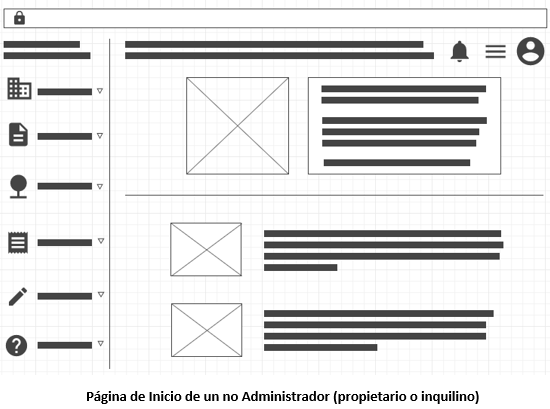 Página de Inicio de un no Administrador (propietario o inquilino)